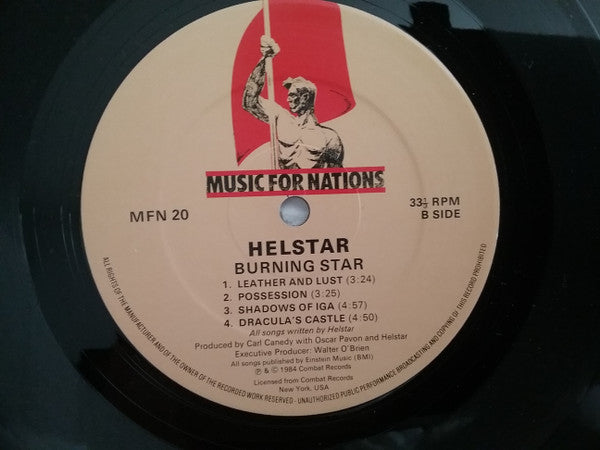 MUSIC FOR NATIONS
MFN 20
33⅓ RPM
B SIDE
HELSTAR
BURNING STAR
1. LEATHER AND LUST (3:24)
2. POSSESSION (3:25)
3. SHADOWS OF IGA (4:57)
4. DRACULA'S CASTLE (4:50)
All songs written by Helstar
Produced by Carl Canedy with Oscar Pavon and Helstar
Executive Producer: Walter O'Brien
All songs published by Einstein Music (BMI)
℗ & © 1984 Combat Records
Licensed from Combat Records
New York, USA
ALL RIGHTS OF THE MANUFACTURER AND OF THE OWNER OF THE RECORDED WORK RESERVED - UNAUTHORIZED PUBLIC PERFORMANCE BROADCASTING AND COPYING OF THIS RECORD PROHIBITED